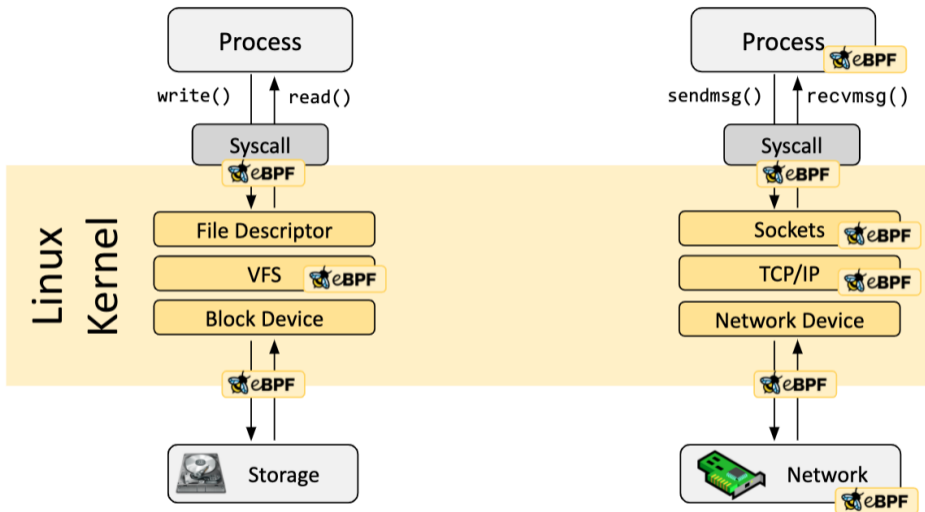 Process
write()
read()
Syscall
eBPF
File Descriptor
VFS
eBPF
Block Device
eBPF
Storage
Linux
Kernel
Process
eBPF
sendmsg()
recvmsg()
Syscall
eBPF
Sockets
eBPF
TCP/IP
eBPF
Network Device
eBPF
Network
eBPF